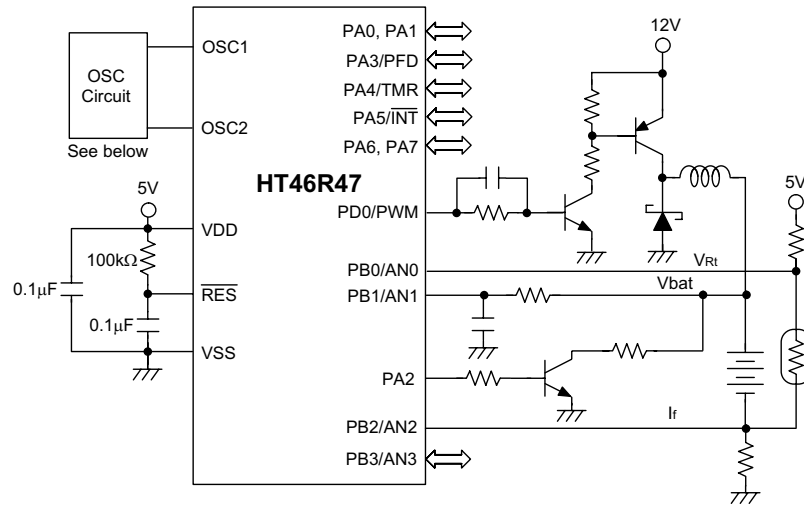 OSC
Circuit
See below
OSC1
OSC2
5V
VDD
100kΩ
0.1µF
RES
0.1µF
VSS
HT46R47
PA0, PA1
PA3/PFD
PA4/TMR
PA5/INT
PA6, PA7
PD0/PWM
PB0/AN0
PB1/AN1
PA2
PB2/AN2
PB3/AN3
12V
5V
VRt
Vbat
If